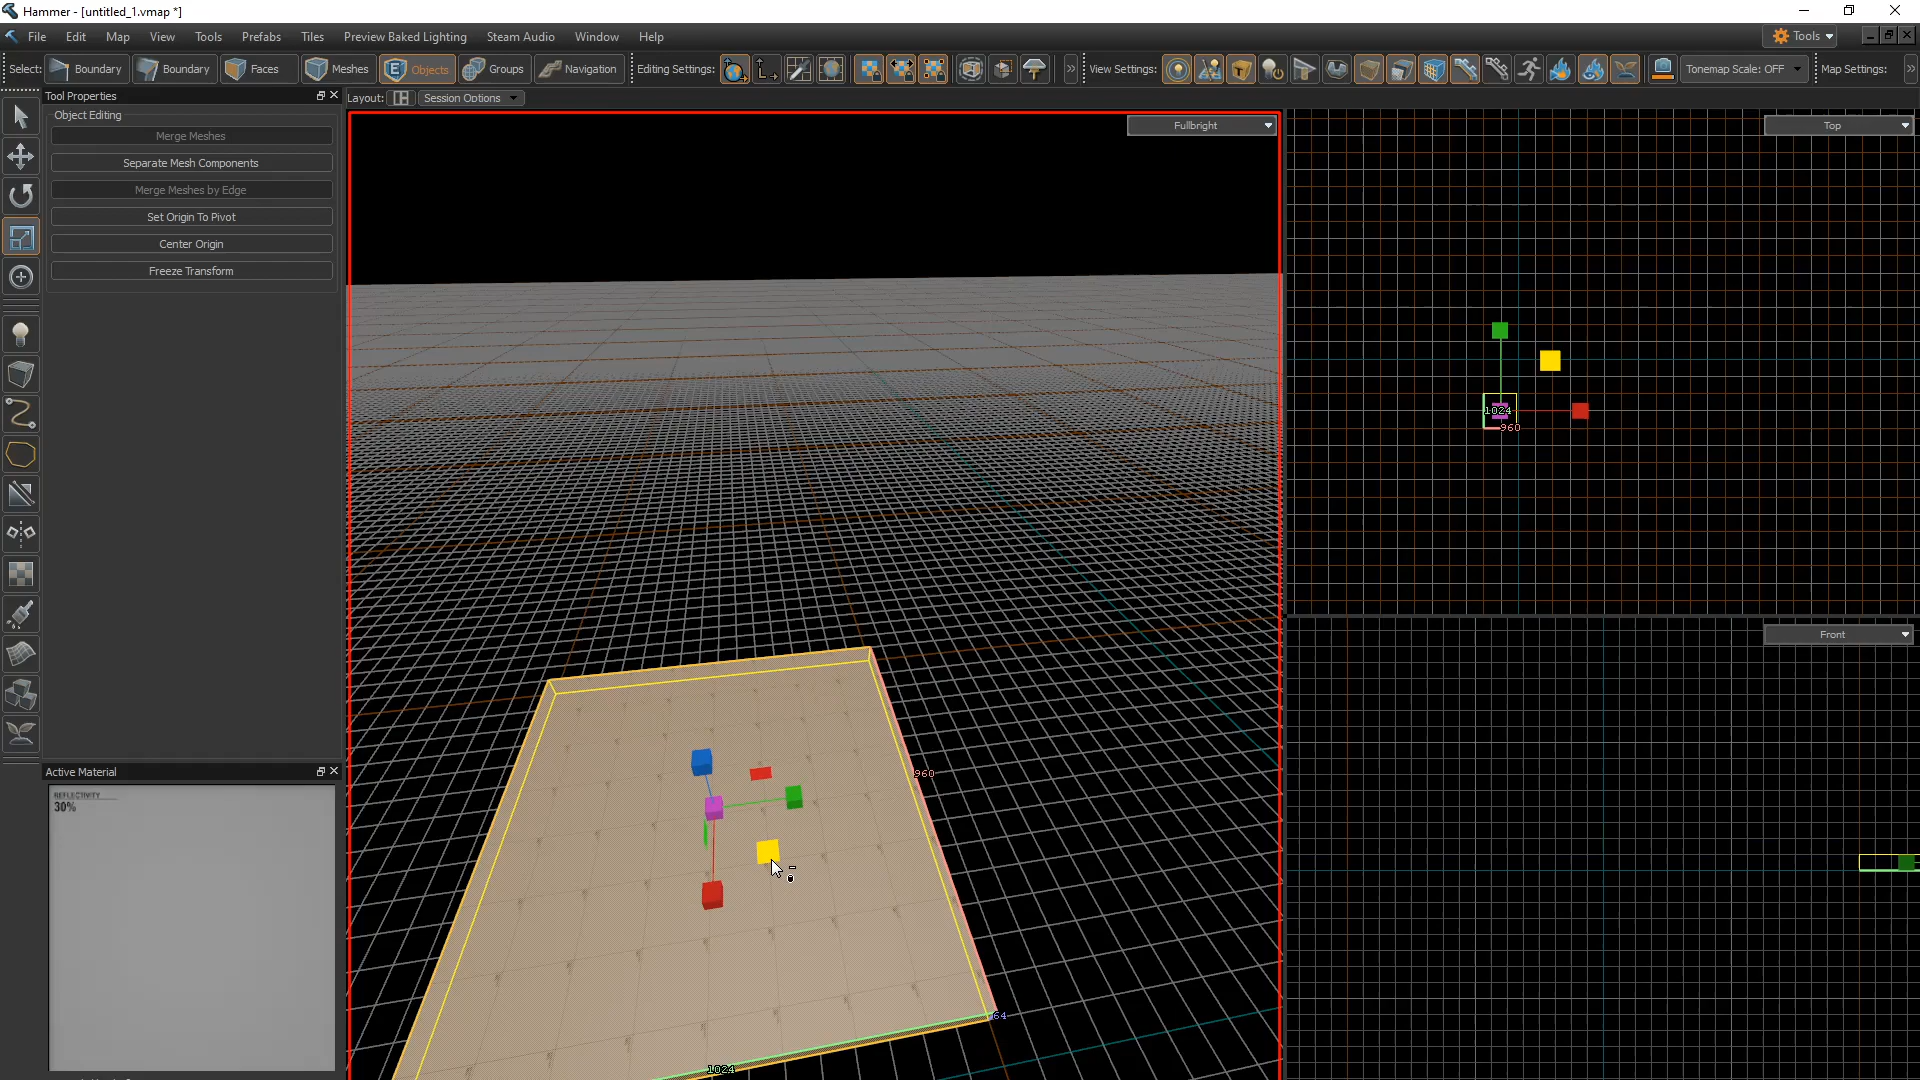 Hammer - [untitled_1.vmap *]
File Edit Map View Tools Prefabs Tiles Preview Baked Lighting Steam Audio Window Help Tools
Select: Boundary Boundary Faces Meshes Objects Groups Navigation Editing Settings: » View Settings: Tonemap Scale: OFF Map Settings: »
Tool Properties
Layout: Session Options
Object Editing
Merge Meshes
Separate Mesh Components
Merge Meshes by Edge
Set Origin To Pivot
Center Origin
Freeze Transform
Fullbright
Top
1024
960
Front
960
64
1024
Active Material
REFLECTIVITY
30%